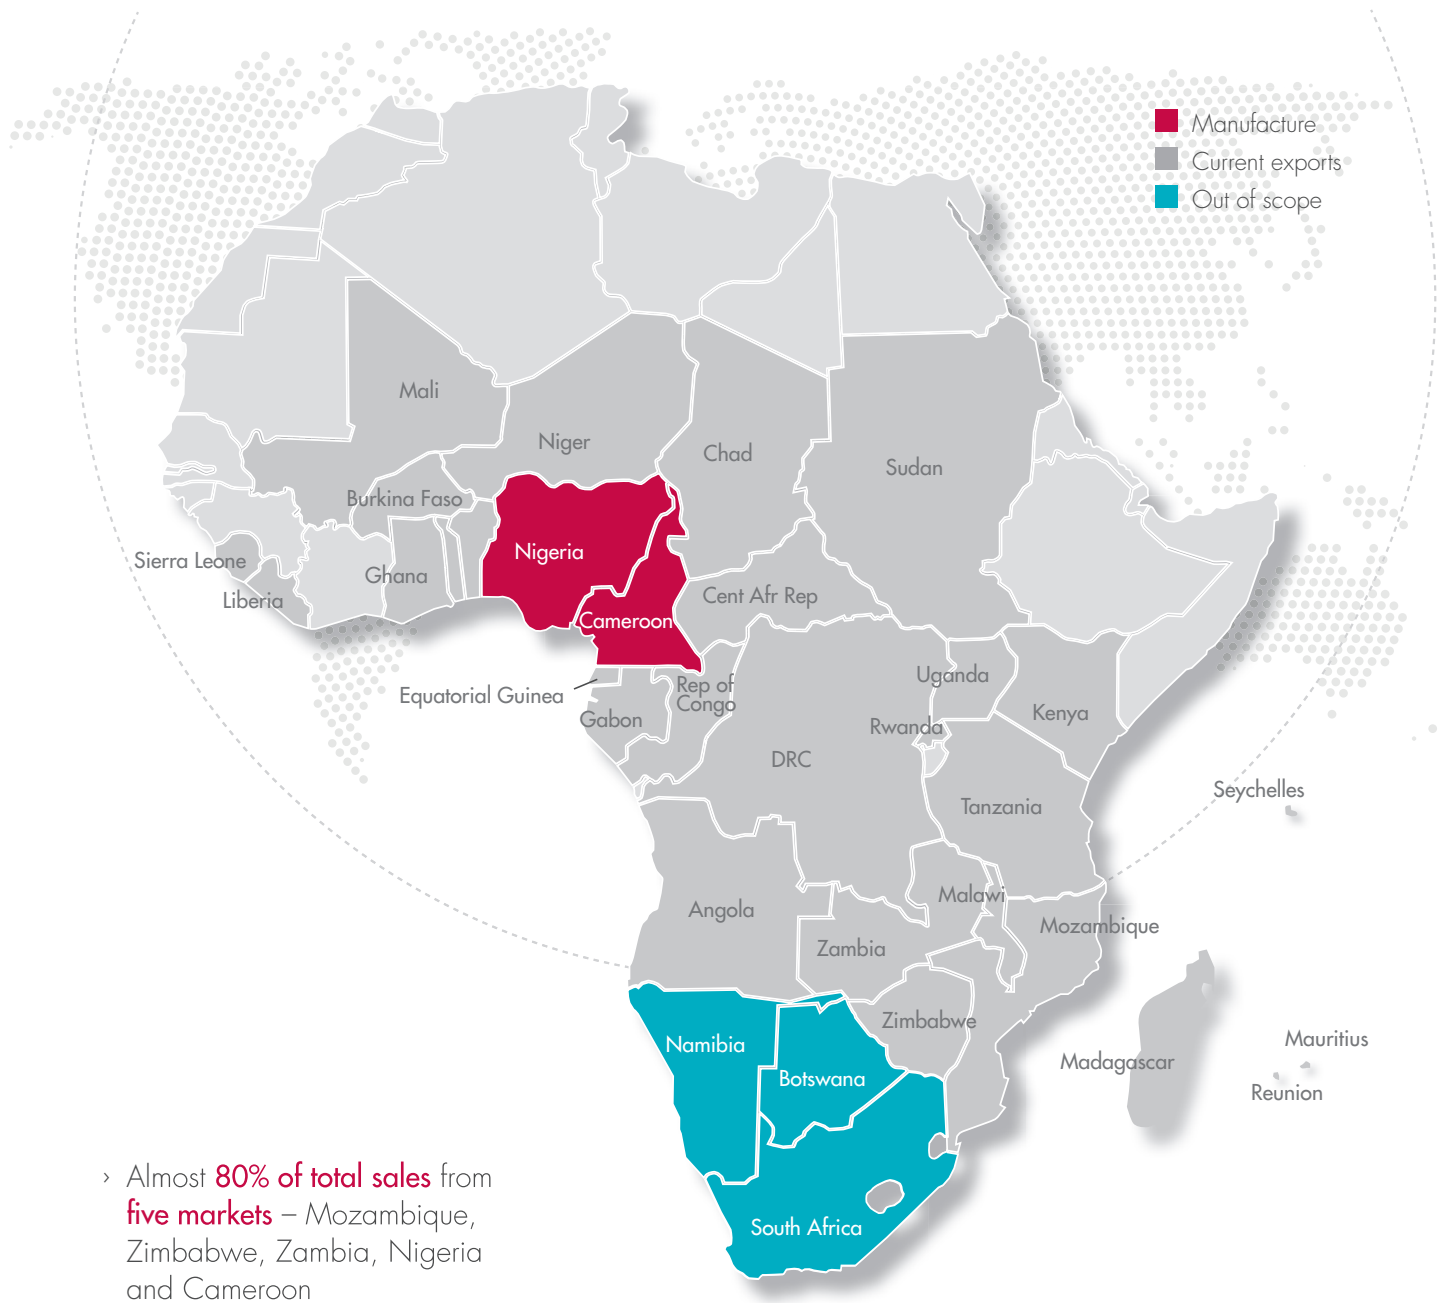 Manufacture
Current exports
Out of scope
Mali
Niger
Chad
Sudan
Burkina Faso
Nigeria
Sierra Leone
Ghana
Liberia
Cent Afr Rep
Cameroon
Equatorial Guinea
Rep of
Congo
Gabon
Uganda
Kenya
Rwanda
DRC
Seychelles
Tanzania
Angola
Malawi
Mozambique
Zambia
Zimbabwe
Namibia
Mauritius
Madagascar
Botswana
Reunion
South Africa
› Almost 80% of total sales from
five markets – Mozambique,
Zimbabwe, Zambia, Nigeria
and Cameroon